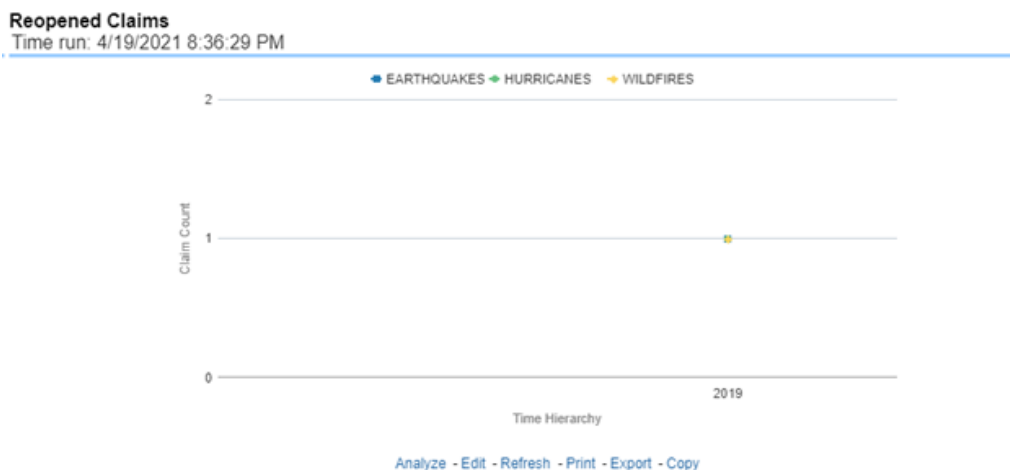 Reopened Claims
Time run: 4/19/2021 8:36:29 PM
EARTHQUAKES HURRICANES WILDFIRES
2
Claim Count
1
0
2019
Time Hierarchy
Analyze - Edit - Refresh - Print - Export - Copy